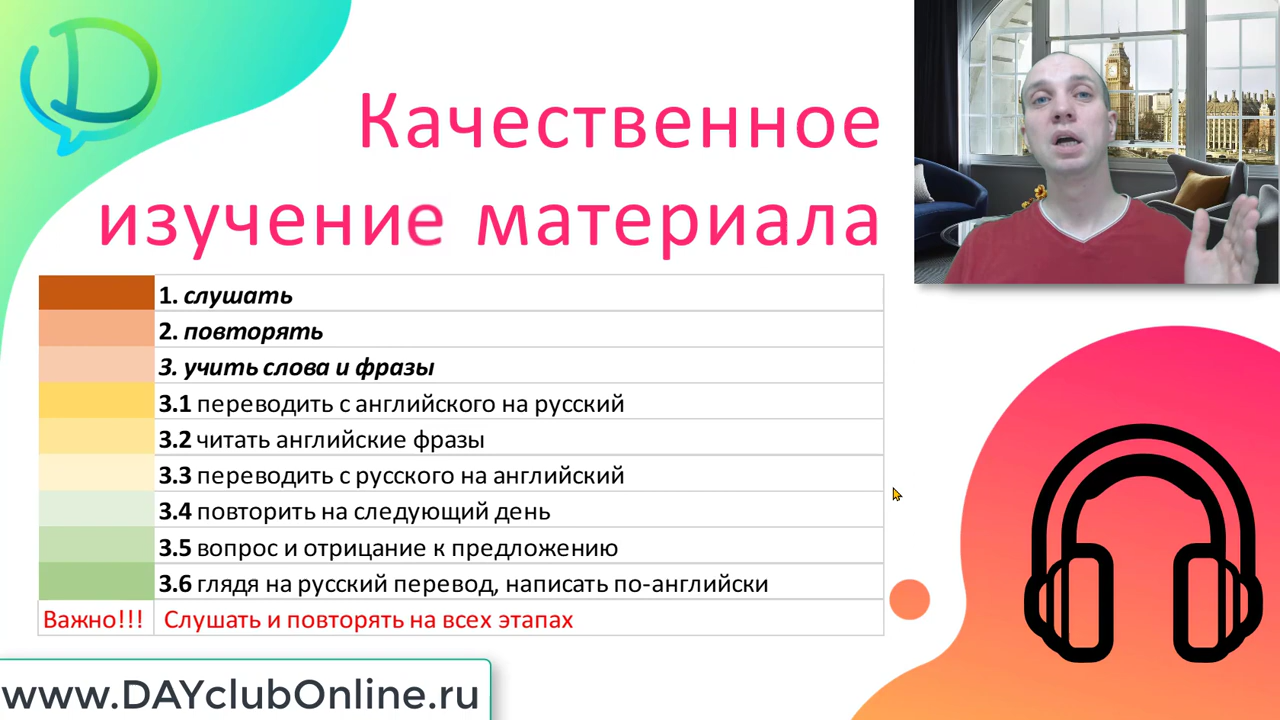 Качественное
изучение материала
1. слушать
2. повторять
3. учить слова и фразы
3.1 переводить с английского на русский
3.2 читать английские фразы
3.3 переводить с русского на английский
3.4 повторить на следующий день
3.5 вопрос и отрицание к предложению
3.6 глядя на русский перевод, написать по-английски
Важно!!! Слушать и повторять на всех этапах
www.DAYclubOnline.ru